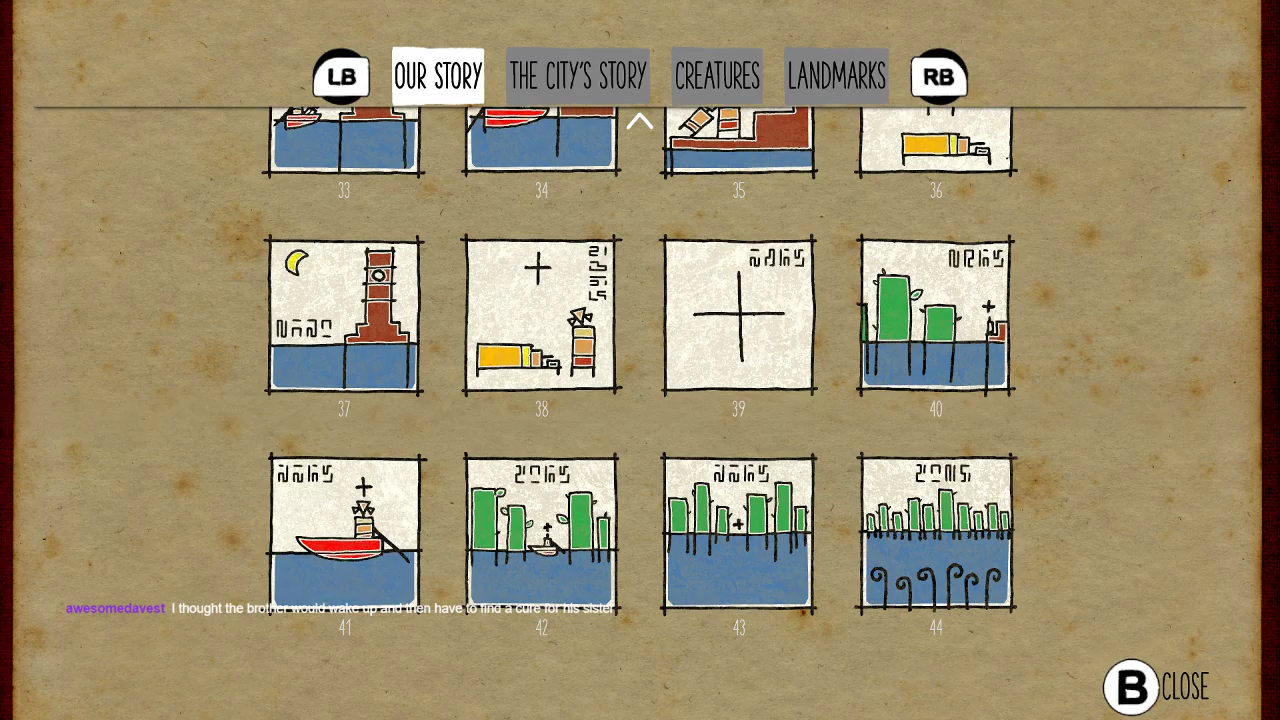 LB OUR STORY THE CITY'S STORY CREATURES LANDMARKS RB
33 34 35 36
37 38 39 40
awesomedavest I thought the brother would wake up and then have to find a cure for his sister
41 42 43 44
B CLOSE